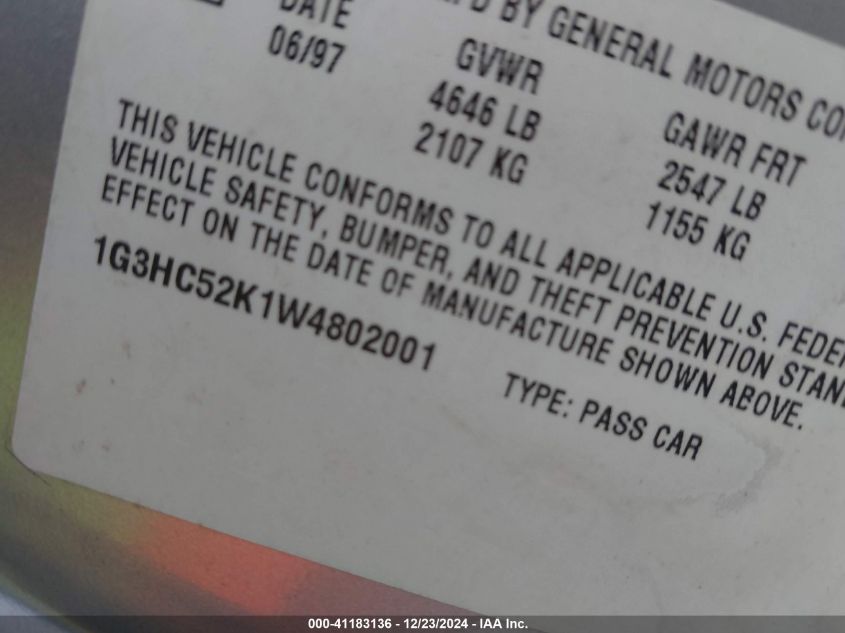 DATE
06/97
BY GENERAL MOTORS
GVWR
4646 LB
2107 KG
GAWR FRT
2547 LB
1155 KG
THIS VEHICLE CONFORMS TO ALL APPLICABLE U.S. FEDER
VEHICLE SAFETY, BUMPER, AND THEFT PREVENTION STAN
EFFECT ON THE DATE OF MANUFACTURE SHOWN ABOVE.
1G3HC52K1W4802001
TYPE: PASS CAR
000-41183136 - 12/23/2024 - IAA Inc.